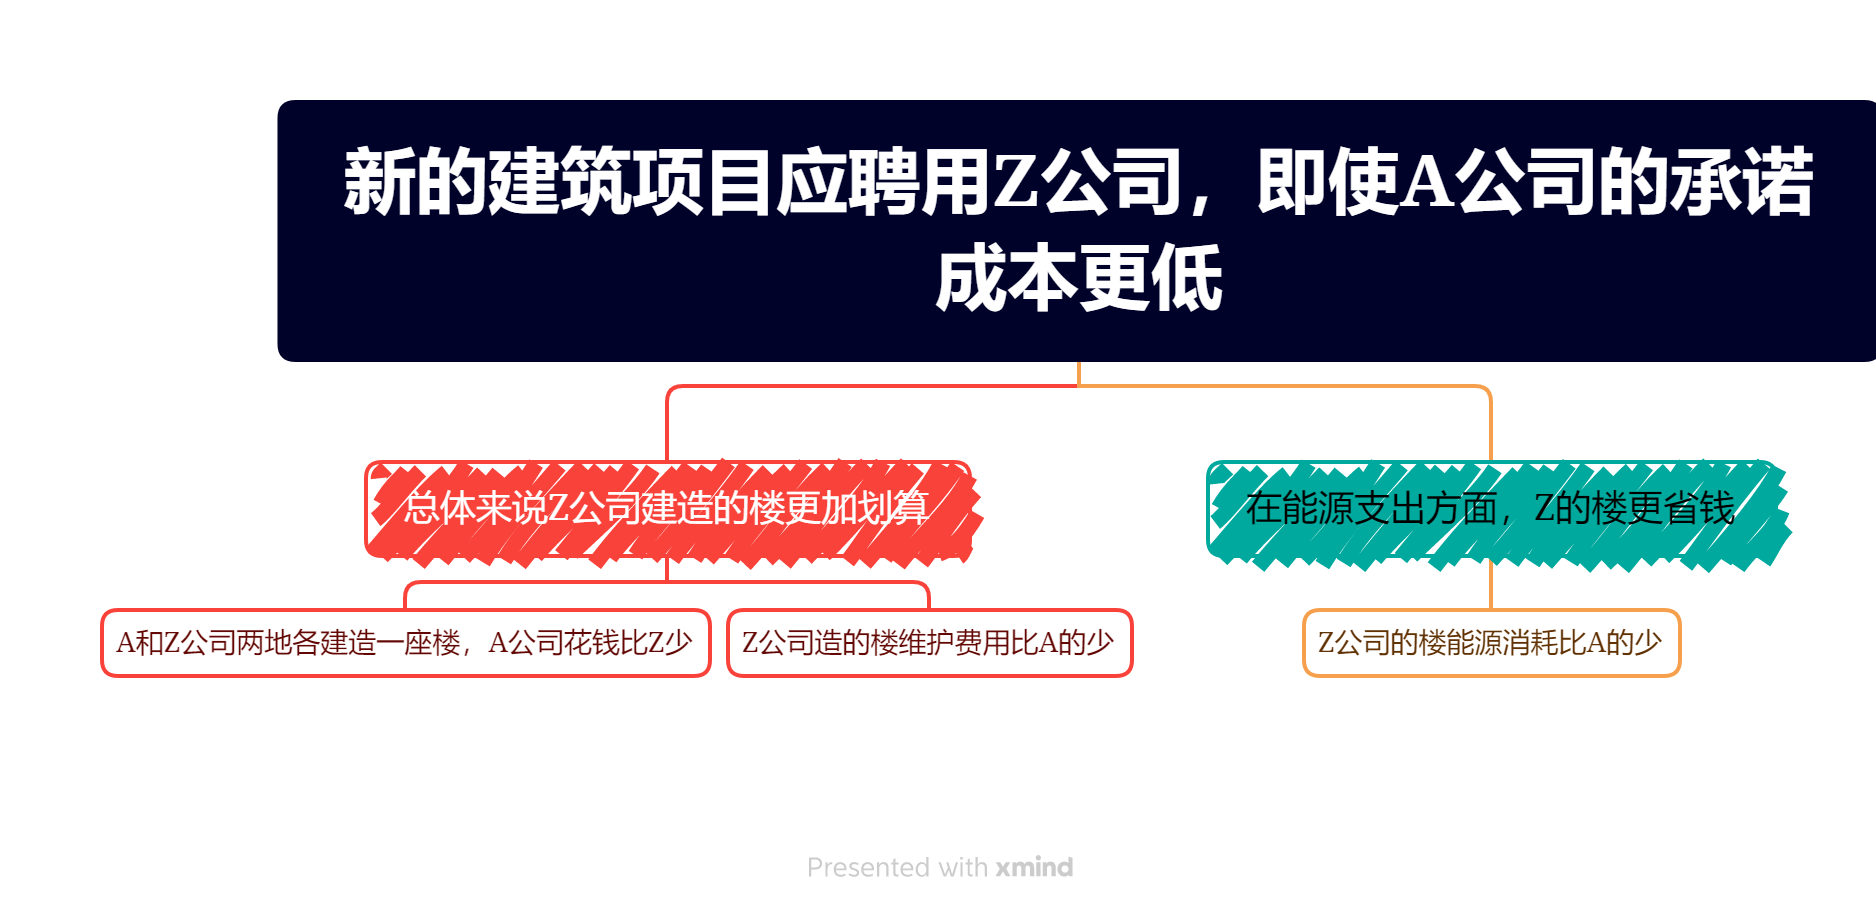 新的建筑项目应聘用Z公司，即使A公司的承诺
成本更低
总体来说Z公司建造的楼更加划算
在能源支出方面，Z的楼更省钱
A和Z公司两地各建造一座楼，A公司花钱比Z少
Z公司造的楼维护费用比A的少
Z公司的楼能源消耗比A的少
Presented with xmind